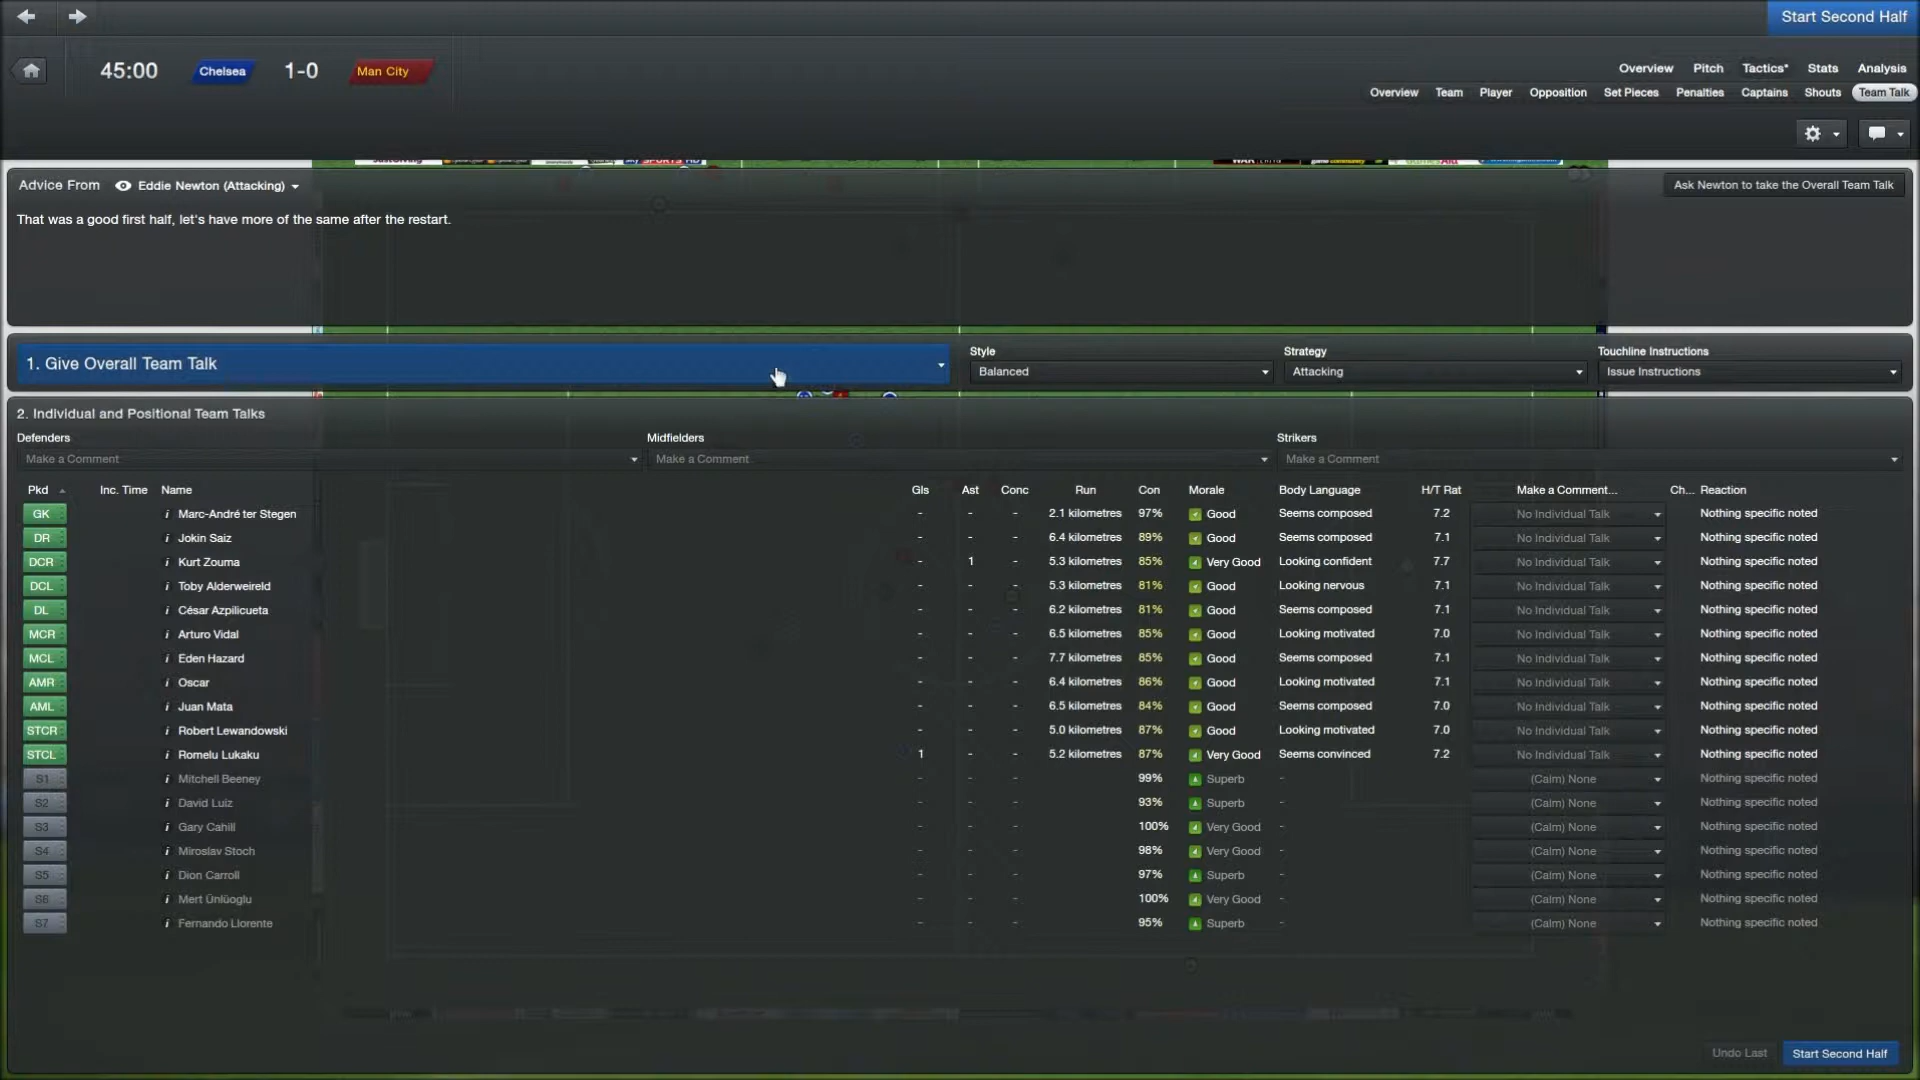 Start Second Half
45:00 Chelsea 1-0 Man City
Overview Pitch Tactics* Stats Analysis
Overview Team Player Opposition Set Pieces Penalties Captains Shouts Team Talk
Advice From Eddie Newton (Attacking) Ask Newton to take the Overall Team Talk
That was a good first half, let's have more of the same after the restart.
1. Give Overall Team Talk
Style Strategy Touchline Instructions
Balanced Attacking Issue Instructions
2. Individual and Positional Team Talks
Defenders Midfielders Strikers
Make a Comment Make a Comment Make a Comment
Pkd Inc. Time Name Gls Ast Conc Run Con Morale Body Language H/T Rat Make a Comment... Ch... Reaction
GK i Marc-André ter Stegen - - - 2.1 kilometres 97% Good Seems composed 7.2 No Individual Talk Nothing specific noted
DR i Jokin Saiz - - - 6.4 kilometres 89% Good Seems composed 7.1 No Individual Talk Nothing specific noted
DCR i Kurt Zouma - 1 - 5.3 kilometres 85% Very Good Looking confident 7.7 No Individual Talk Nothing specific noted
DCL i Toby Alderweireld - - - 5.3 kilometres 81% Good Looking nervous 7.1 No Individual Talk Nothing specific noted
DL i César Azpilicueta - - - 6.2 kilometres 81% Good Seems composed 7.1 No Individual Talk Nothing specific noted
MCR i Arturo Vidal - - - 6.5 kilometres 85% Good Looking motivated 7.0 No Individual Talk Nothing specific noted
MCL i Eden Hazard - - - 7.7 kilometres 85% Good Seems composed 7.1 No Individual Talk Nothing specific noted
AMR i Oscar - - - 6.4 kilometres 86% Good Looking motivated 7.1 No Individual Talk Nothing specific noted
AML i Juan Mata - - - 6.5 kilometres 84% Good Seems composed 7.0 No Individual Talk Nothing specific noted
STCR i Robert Lewandowski - - - 5.0 kilometres 87% Good Looking motivated 7.0 No Individual Talk Nothing specific noted
STCL i Romelu Lukaku 1 - - 5.2 kilometres 87% Very Good Seems convinced 7.2 No Individual Talk Nothing specific noted
S1 i Mitchell Beeney - - - 99% Superb - (Calm) None Nothing specific noted
S2 i David Luiz - - - 93% Superb - (Calm) None Nothing specific noted
S3 i Gary Cahill - - - 100% Very Good - (Calm) None Nothing specific noted
S4 i Miroslav Stoch - - - 98% Very Good - (Calm) None Nothing specific noted
S5 i Dion Carroll - - - 97% Superb - (Calm) None Nothing specific noted
S6 i Mert Ünlüoglu - - - 100% Very Good - (Calm) None Nothing specific noted
S7 i Fernando Llorente - - - 95% Superb - (Calm) None Nothing specific noted
Undo Last Start Second Half